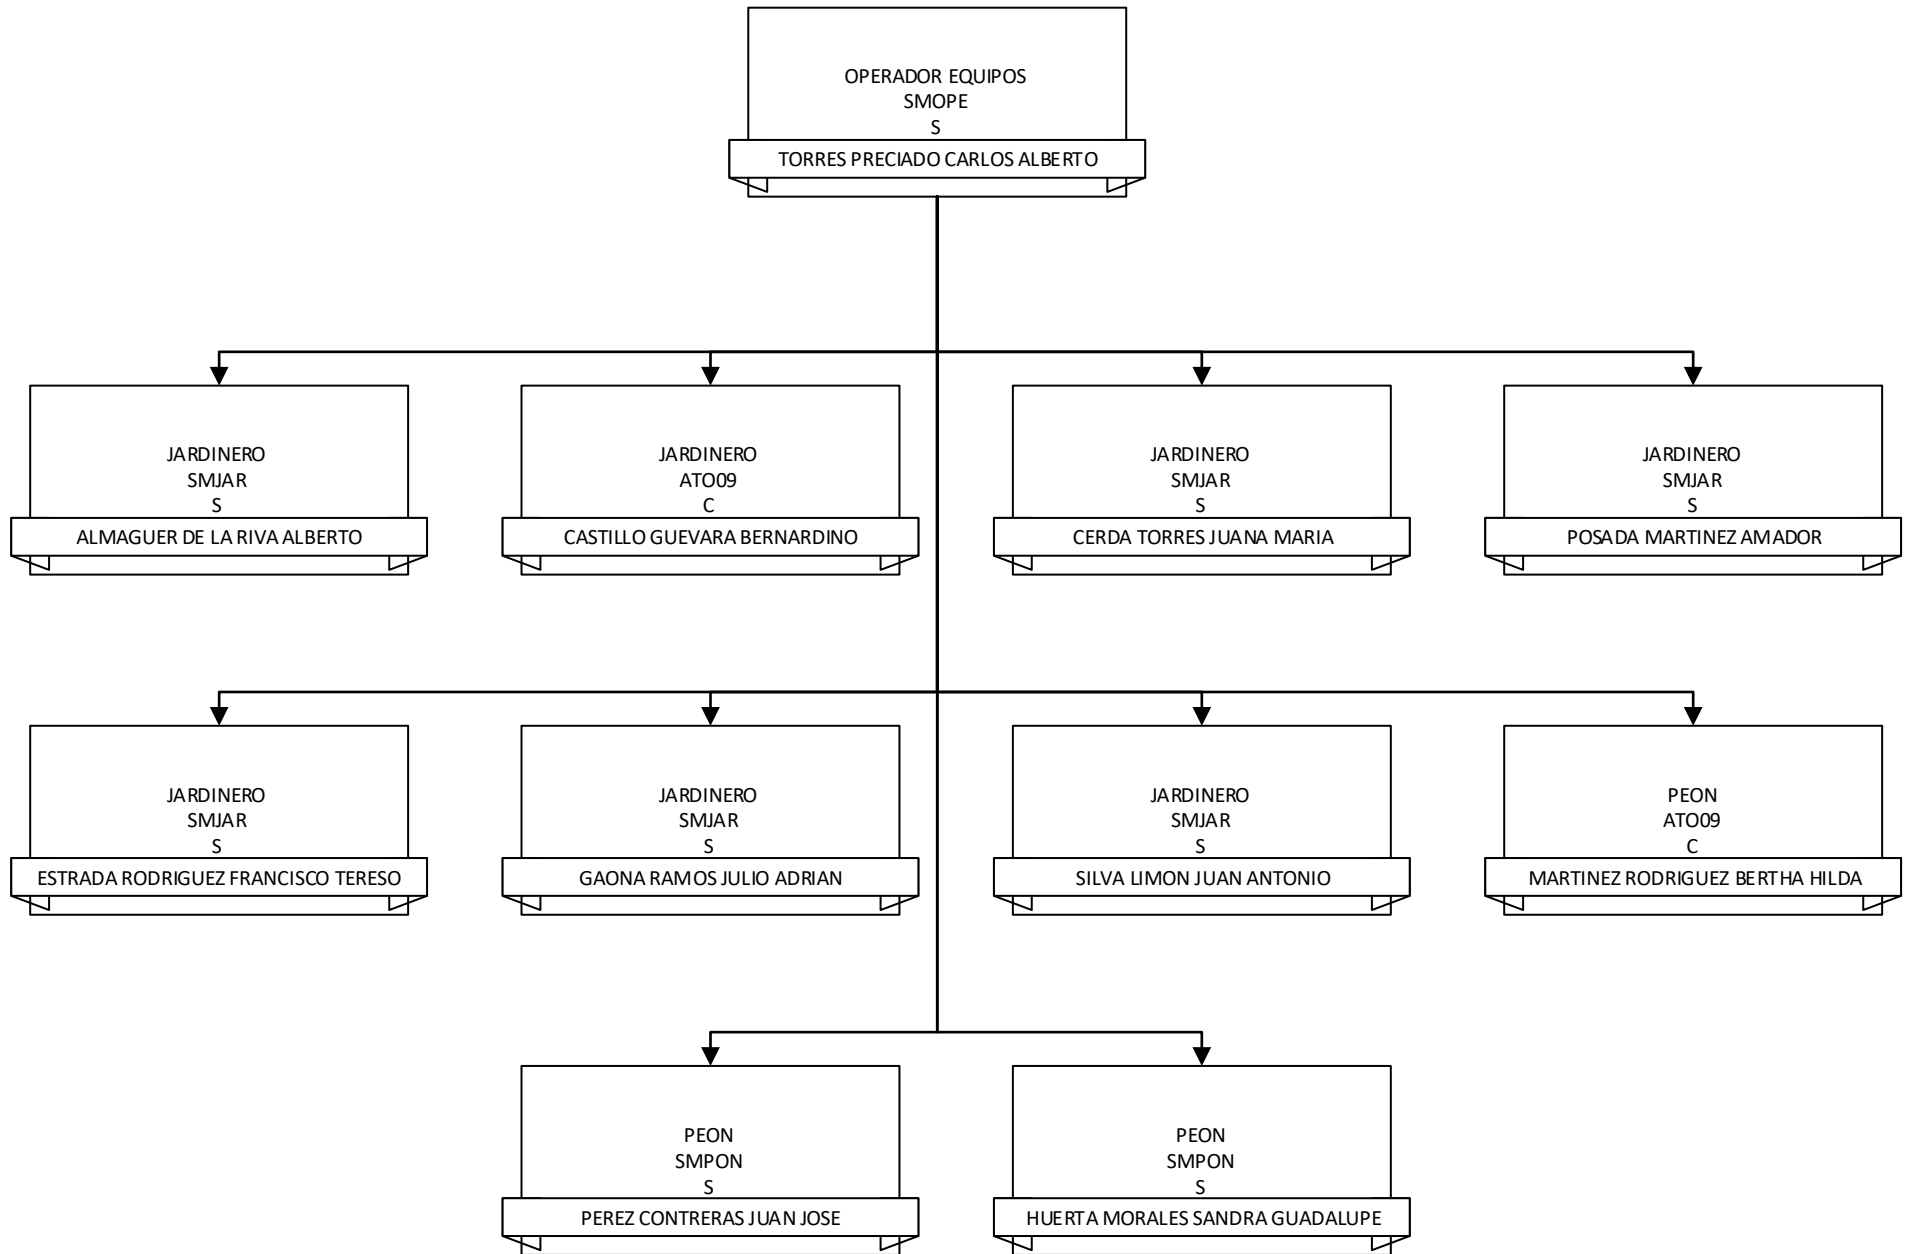 OPERADOR EQUIPOS
SMOPE
S
TORRES PRECIADO CARLOS ALBERTO
JARDINERO
SMJAR
S
ALMAGUER DE LA RIVA ALBERTO
JARDINERO
ATO09
C
CASTILLO GUEVARA BERNARDINO
JARDINERO
SMJAR
S
CERDA TORRES JUANA MARIA
JARDINERO
SMJAR
S
POSADA MARTINEZ AMADOR
JARDINERO
SMJAR
S
ESTRADA RODRIGUEZ FRANCISCO TERESO
JARDINERO
SMJAR
S
GAONA RAMOS JULIO ADRIAN
JARDINERO
SMJAR
S
SILVA LIMON JUAN ANTONIO
PEON
ATO09
C
MARTINEZ RODRIGUEZ BERTHA HILDA
PEON
SMPON
S
PEREZ CONTRERAS JUAN JOSE
PEON
SMPON
S
HUERTA MORALES SANDRA GUADALUPE